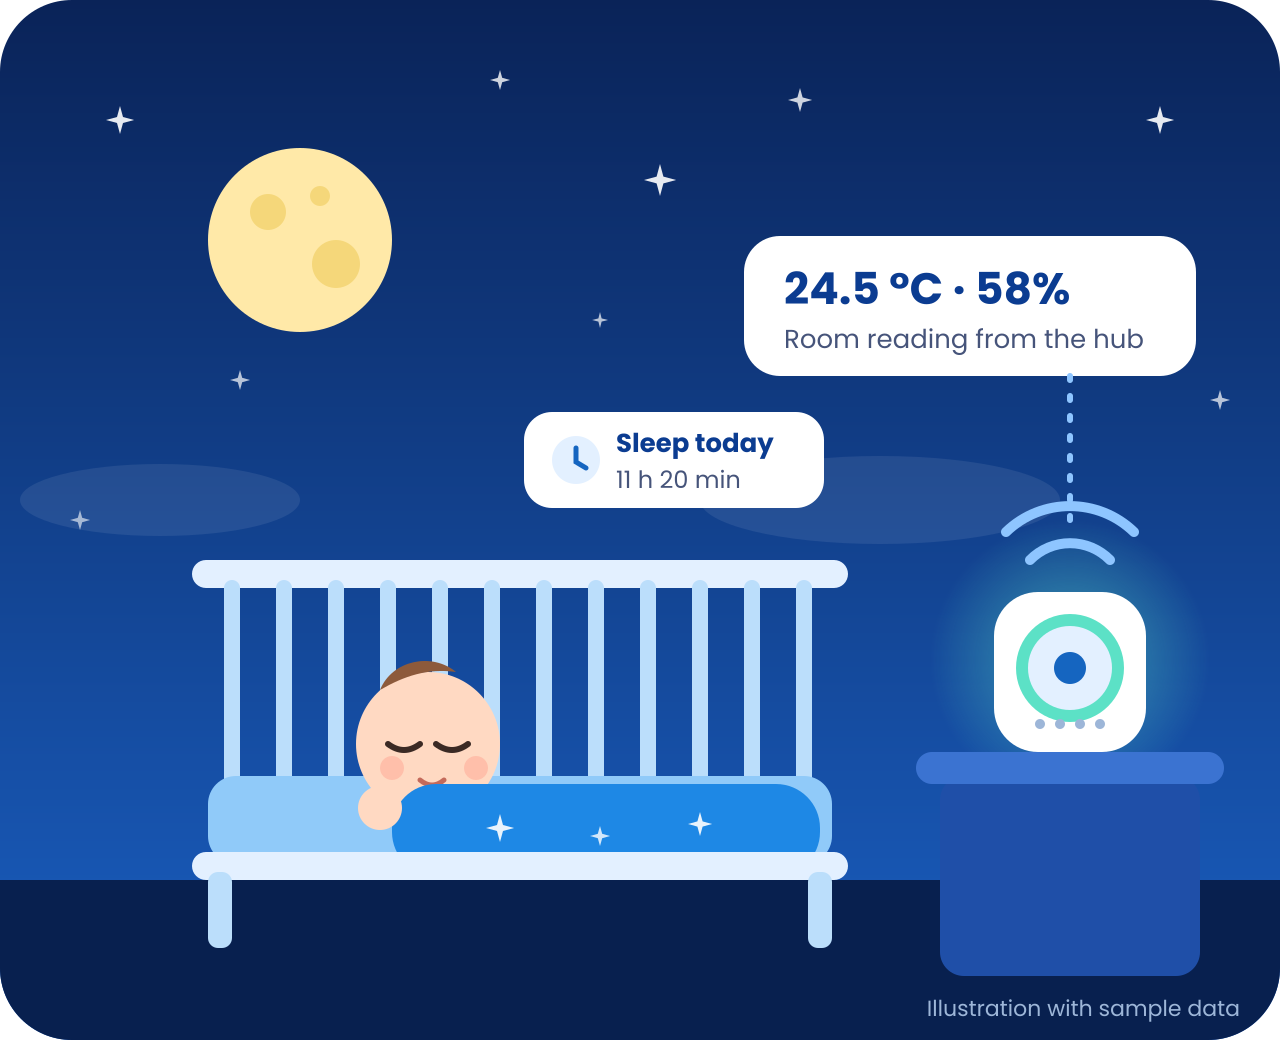 24.5 °C · 58%
Room reading from the hub
Sleep today
11 h 20 min
Illustration with sample data